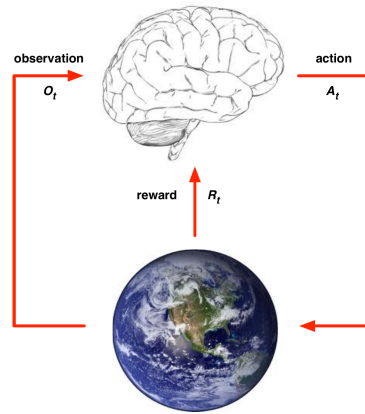 observation
O_t
action
A_t
reward
R_t